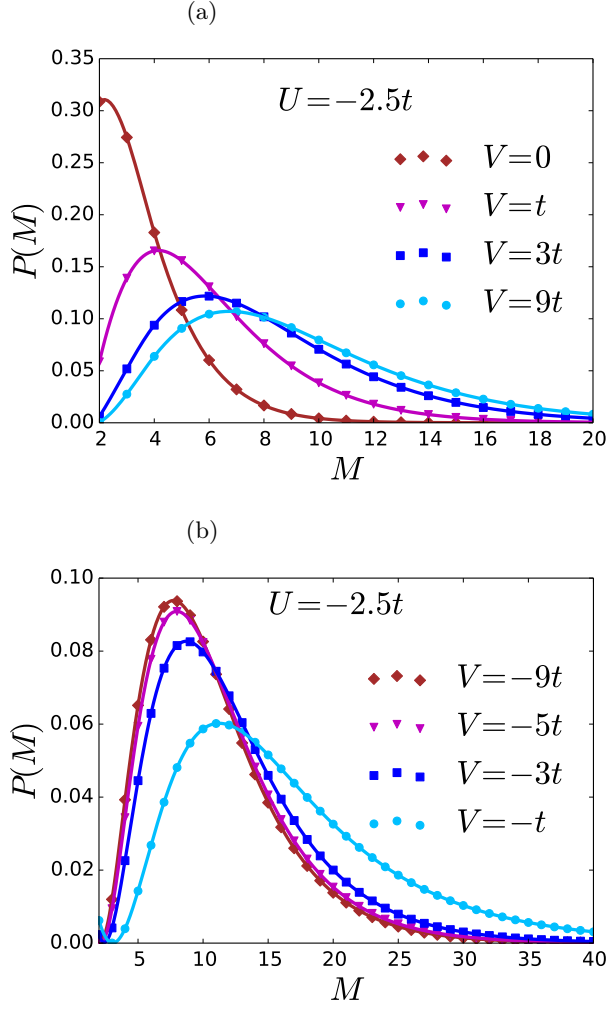 (a)
0.35
0.30
0.25
0.20
0.15
0.10
0.05
0.00
P(M)
U=−2.5t
V=0
V=t
V=3t
V=9t
2 4 6 8 10 12 14 16 18 20
M
(b)
0.10
0.08
0.06
0.04
0.02
0.00
P(M)
U=−2.5t
V=−9t
V=−5t
V=−3t
V=−t
5 10 15 20 25 30 35 40
M